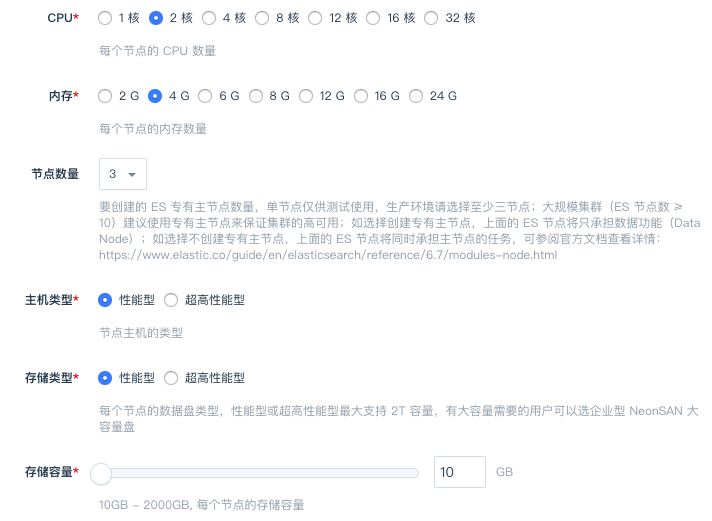 CPU* 1 核 2 核 4 核 8 核 12 核 16 核 32 核
每个节点的 CPU 数量
内存* 2 G 4 G 6 G 8 G 12 G 16 G 24 G
每个节点的内存数量
节点数量 3
要创建的 ES 专有主节点数量，单节点仅供测试使用，生产环境请选择至少三节点；大规模集群（ES 节点数 ≥
10）建议使用专有主节点来保证集群的高可用；如选择创建专有主节点，上面的 ES 节点将只承担数据功能（Data
Node）；如选择不创建专有主节点，上面的 ES 节点将同时承担主节点的任务，可参阅官方文档查看详情：
https://www.elastic.co/guide/en/elasticsearch/reference/6.7/modules-node.html
主机类型* 性能型 超高性能型
节点主机的类型
存储类型* 性能型 超高性能型
每个节点的数据盘类型，性能型或超高性能型最大支持 2T 容量，有大容量需要的用户可以选企业型 NeonSAN 大
容量盘
存储容量* 10 GB
10GB - 2000GB, 每个节点的存储容量